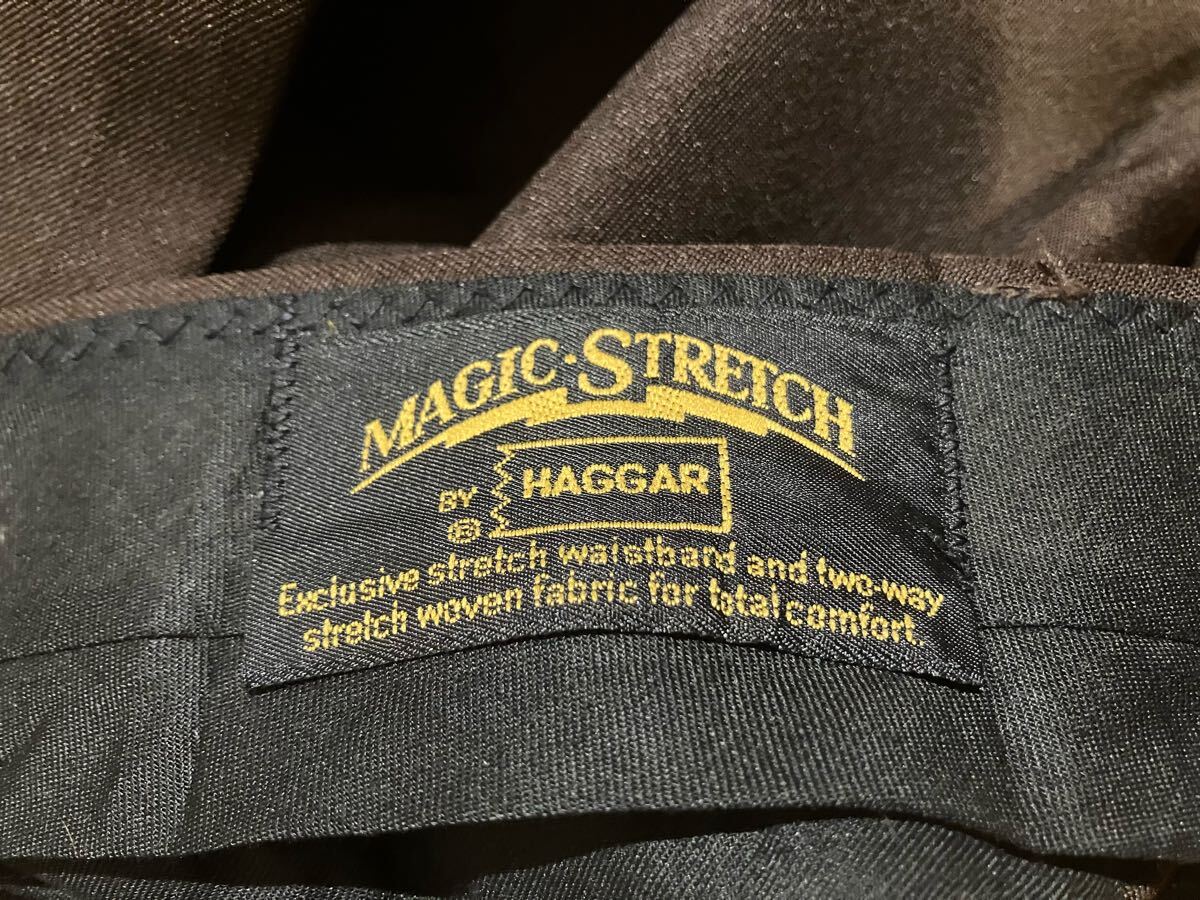 MAGIC·STRETCH
BY HAGGAR
®
Exclusive stretch waistband and two-way
stretch woven fabric for total comfort.